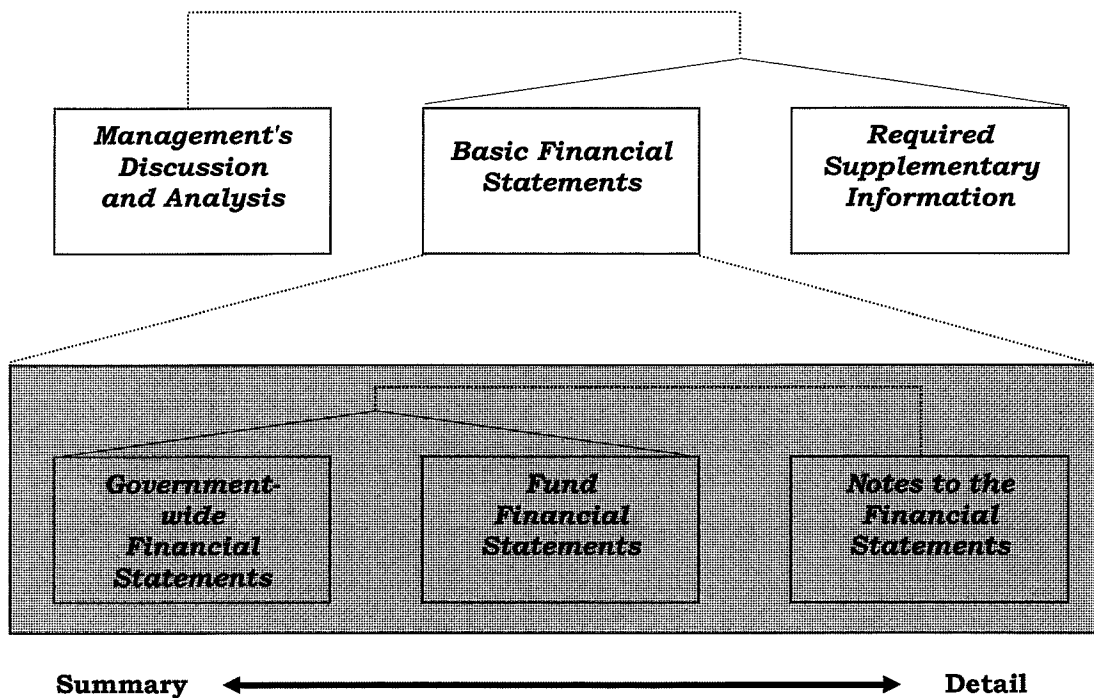 Management's
Discussion
and Analysis
Basic Financial
Statements
Required
Supplementary
Information
Government-
wide
Financial
Statements
Fund
Financial
Statements
Notes to the
Financial
Statements
Summary
Detail